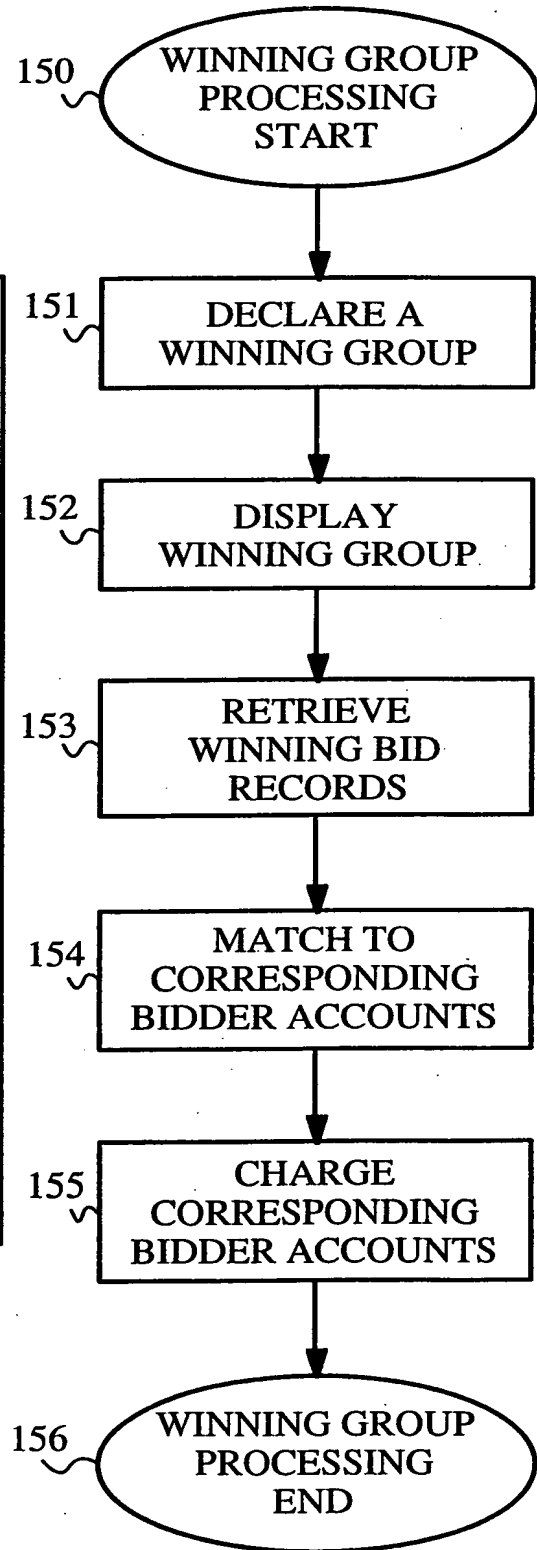 150
WINNING GROUP
PROCESSING
START
151
DECLARE A
WINNING GROUP
152
DISPLAY
WINNING GROUP
153
RETRIEVE
WINNING BID
RECORDS
154
MATCH TO
CORRESPONDING
BIDDER ACCOUNTS
155
CHARGE
CORRESPONDING
BIDDER ACCOUNTS
156
WINNING GROUP
PROCESSING
END